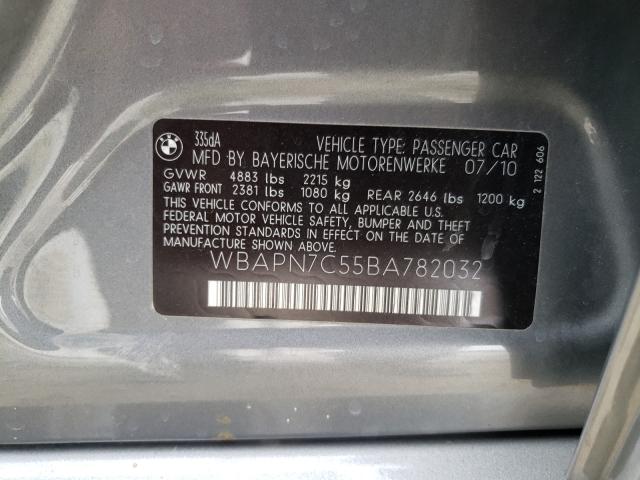 BMW
335dA
VEHICLE TYPE: PASSENGER CAR
MFD BY BAYERISCHE MOTORENWERKE 07/10
GVWR 4883 lbs 2215 kg
GAWR FRONT 2381 lbs 1080 kg REAR 2646 lbs 1200 kg
THIS VEHICLE CONFORMS TO ALL APPLICABLE U.S.
FEDERAL MOTOR VEHICLE SAFETY, BUMPER AND THEFT
PREVENTION STANDARDS IN EFFECT ON THE DATE OF
MANUFACTURE SHOWN ABOVE.
WBAPN7C55BA782032
2 122 606